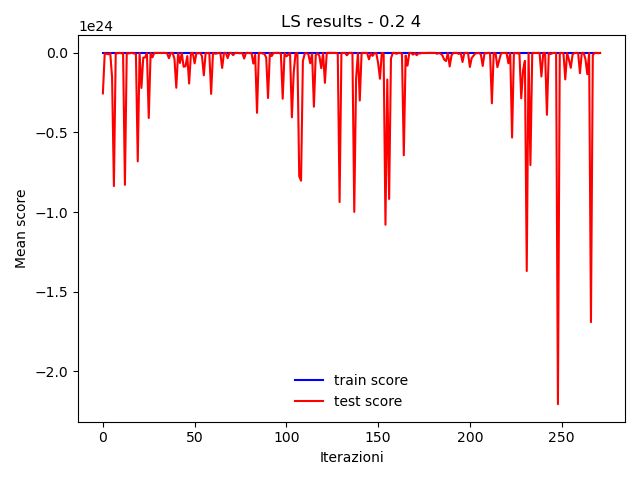 LS results - 0.2 4
1e24
0.0
−0.5
−1.0
−1.5
−2.0
Mean score
train score
test score
0 50 100 150 200 250
Iterazioni